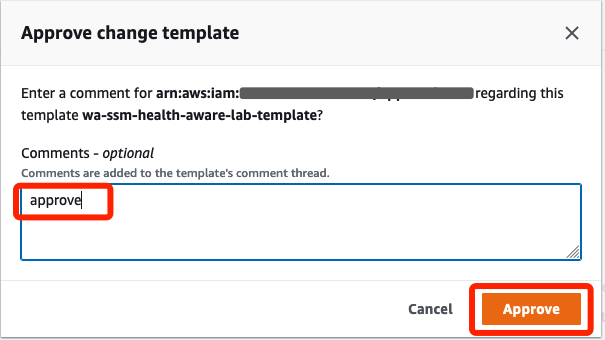 Approve change template
Enter a comment for arn:aws:iam: regarding this
template wa-ssm-health-aware-lab-template?
Comments - optional
Comments are added to the template's comment thread.
approve
Cancel
Approve